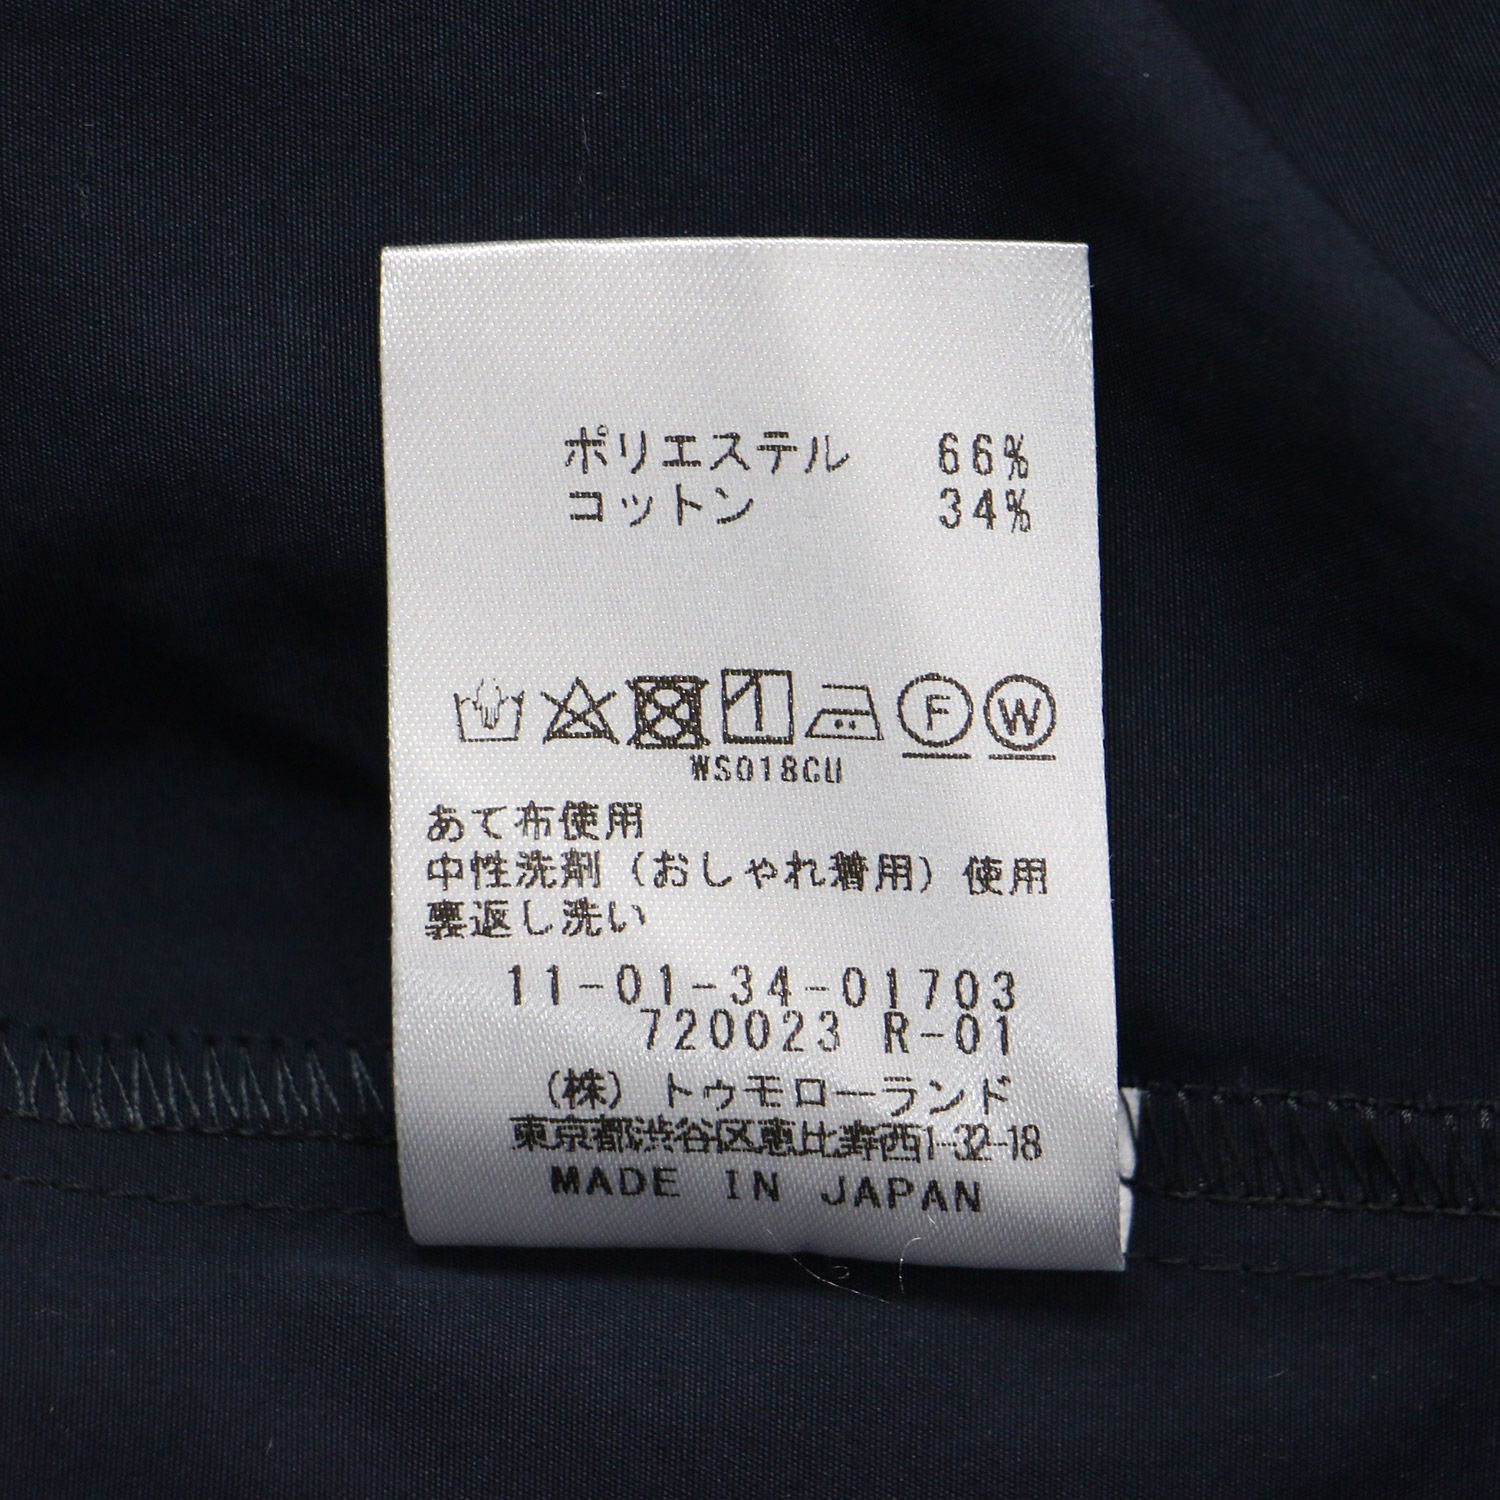 ポリエステル 66%
コットン 34%
F W
WS018CU
あて布使用
中性洗剤(おしゃれ着用)使用
裏返し洗い
11-01-34-01703
720023 R-01
(株)トゥモローランド
東京都渋谷区恵比寿西1-32-18
MADE IN JAPAN